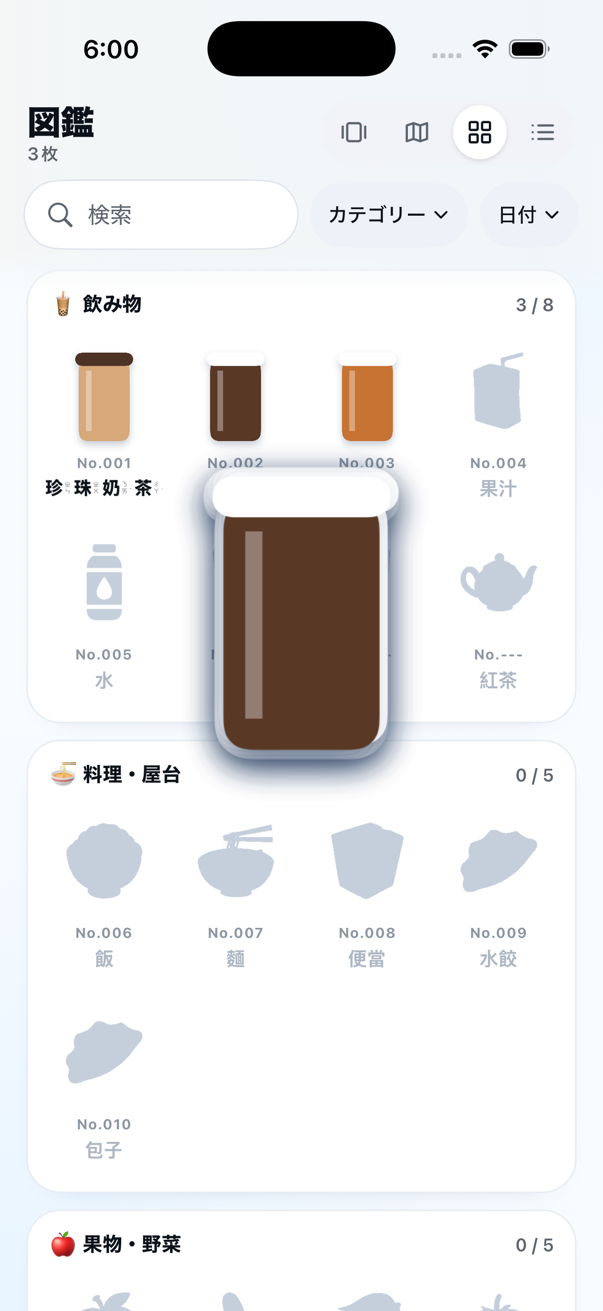 6:00
図鑑
3枚
検索
カテゴリー
日付
飲み物
3 / 8
No.001
No.002
No.003
No.004
珍珠奶茶
果汁
No.005
No.---
水
紅茶
料理・屋台
0 / 5
No.006
No.007
No.008
No.009
飯
麵
便當
水餃
No.010
包子
果物・野菜
0 / 5